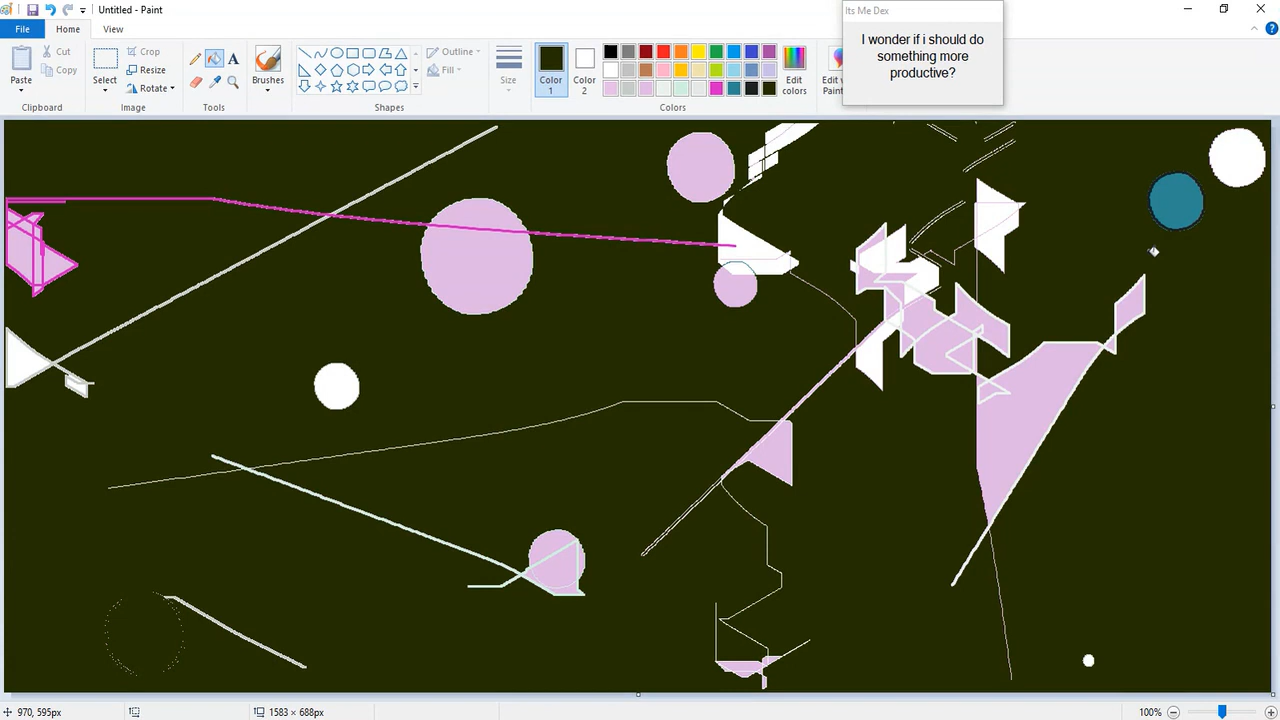 Untitled - Paint
Its Me Dex
File
Home
View
I wonder if i should do
something more
productive?
Paste
Cut
Copy
Clipboard
Select
Crop
Resize
Rotate
Image
A
Tools
Brushes
Outline
Fill
Shapes
Size
Color
1
Color
2
Edit
colors
Colors
Edit
Paint
970, 595px
1583 × 688px
100%